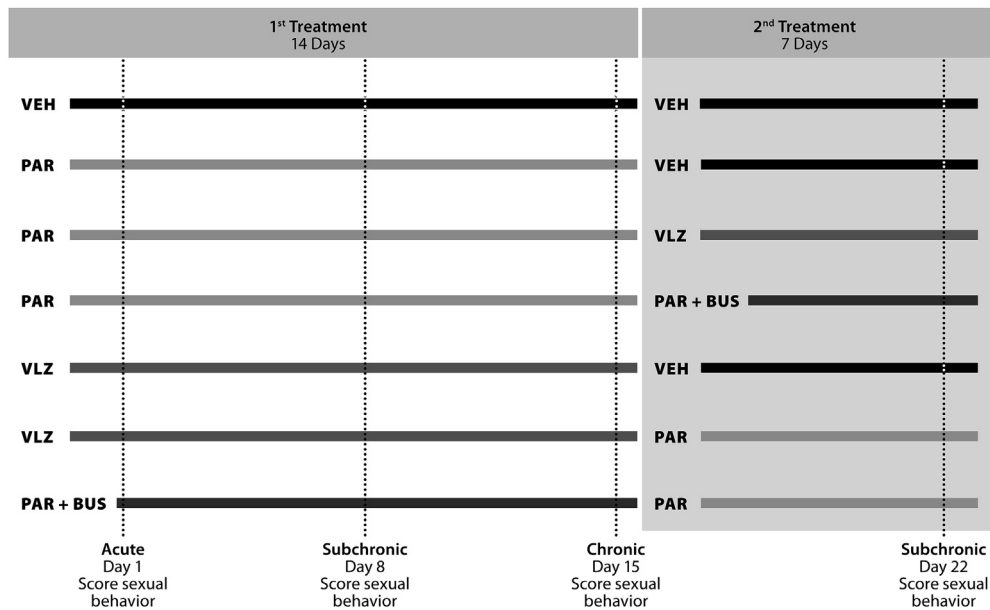 1st Treatment
14 Days
2nd Treatment
7 Days
VEH
VEH
PAR
VEH
PAR
VLZ
PAR
PAR + BUS
VLZ
VEH
VLZ
PAR
PAR + BUS
PAR
Acute
Day 1
Score sexual
behavior
Subchronic
Day 8
Score sexual
behavior
Chronic
Day 15
Score sexual
behavior
Subchronic
Day 22
Score sexual
behavior